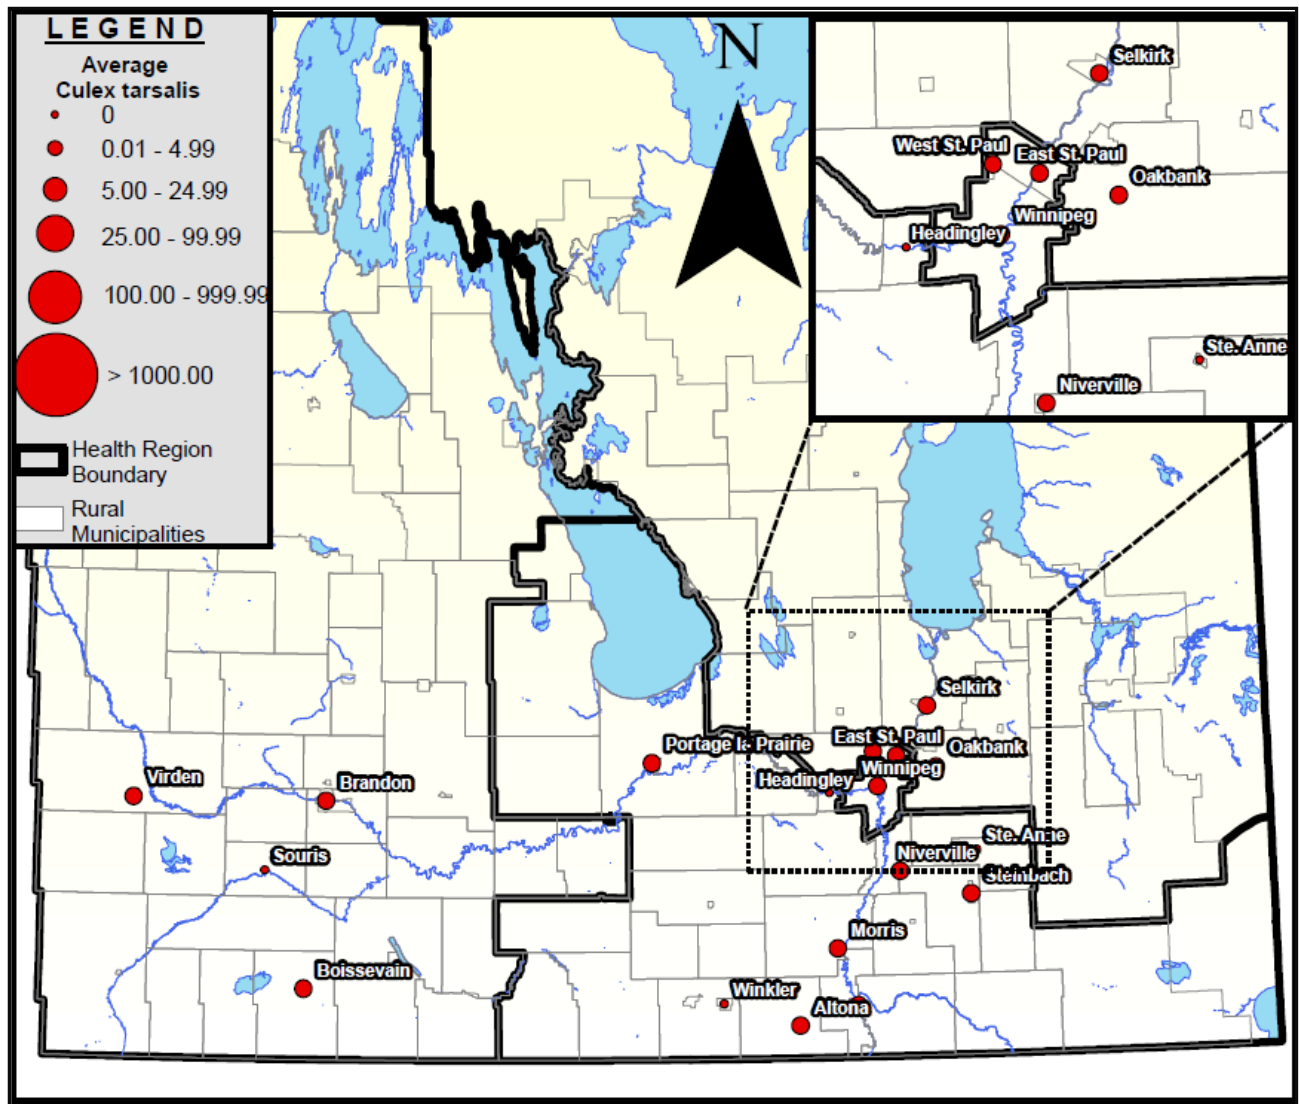 LEGEND
Average
Culex tarsalis
0
0.01 - 4.99
5.00 - 24.99
25.00 - 99.99
100.00 - 999.99
> 1000.00
Health Region
Boundary
Rural
Municipalities
N
Selkirk
West St. Paul
East St. Paul
Oakbank
Winnipeg
Headingley
Ste. Anne
Niverville
Selkirk
Portage la Prairie
East St. Paul
Oakbank
Winnipeg
Headingley
Virden
Brandon
Souris
Ste. Anne
Niverville
Steinbach
Morris
Boissevain
Winkler
Altona